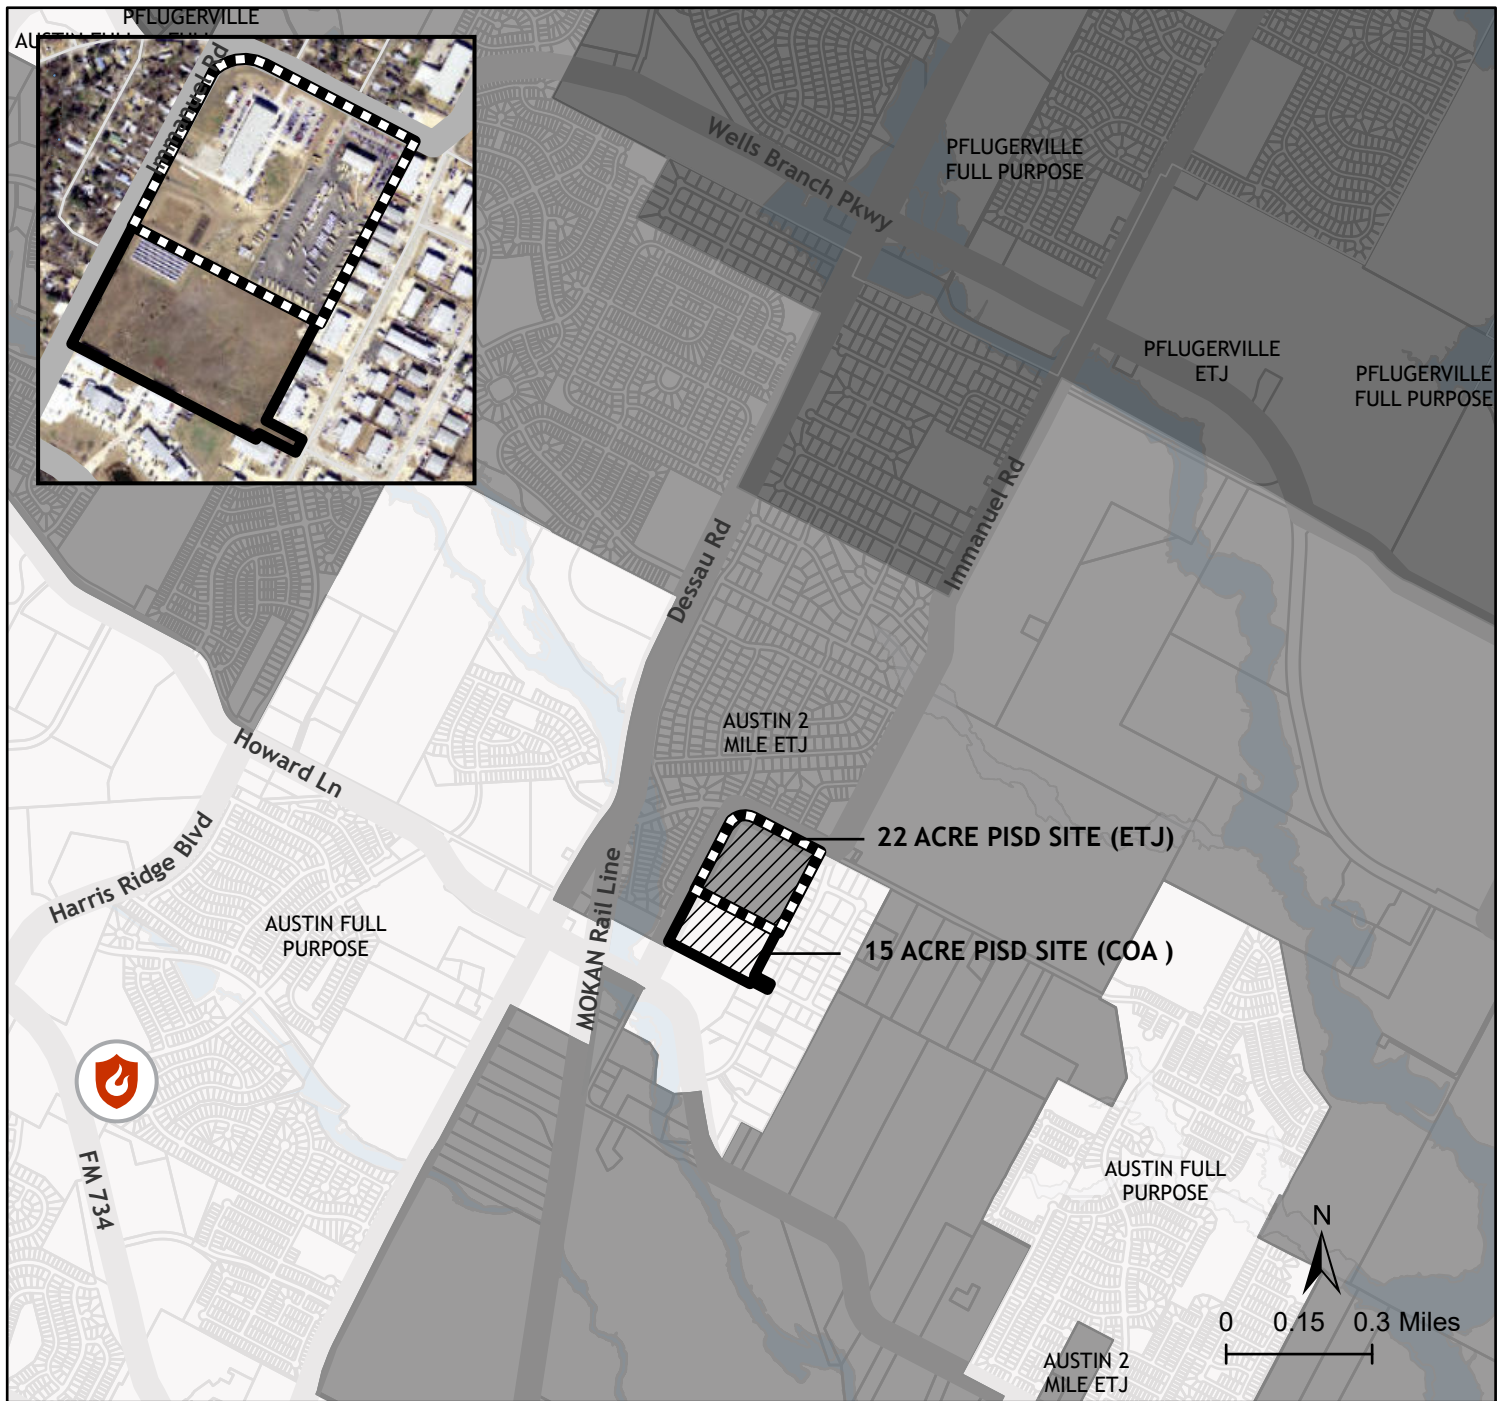 PFLUGERVILLE
Immanuel Rd
Wells Branch Pkwy
PFLUGERVILLE
FULL PURPOSE
PFLUGERVILLE
ETJ
PFLUGERVILLE
FULL PURPOSE
Immanuel Rd
Dessau Rd
AUSTIN 2
MILE ETJ
Howard Ln
Harris Ridge Blvd
22 ACRE PISD SITE (ETJ)
MOKAN Rail Line
AUSTIN FULL
PURPOSE
15 ACRE PISD SITE (COA )
FM 734
AUSTIN FULL
PURPOSE
N
0 0.15 0.3 Miles
AUSTIN 2
MILE ETJ